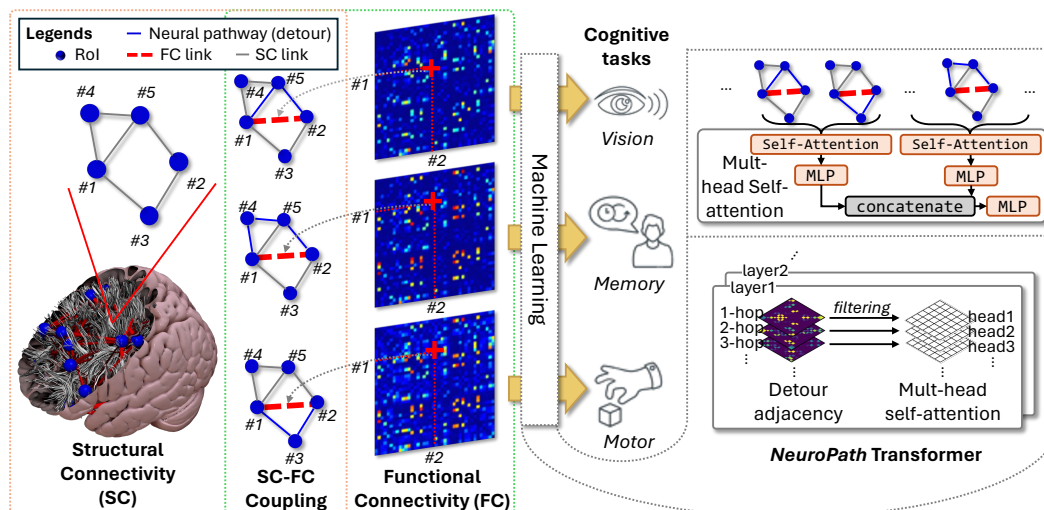 Legends
Neural pathway (detour)
RoI
FC link
SC link
#4
#5
#1
#2
#3
Structural
Connectivity
(SC)
#5
#4
#1
#2
#3
#4
#5
#1
#2
#3
#4
#5
#1
#2
#3
SC-FC
Coupling
#1
#2
#1
#2
#1
#2
Functional
Connectivity (FC)
Machine Learning
Cognitive
tasks
Vision
Memory
Motor
...
...
...
Self-Attention
Self-Attention
Mult-
head Self-
attention
MLP
MLP
concatenate
MLP
...
layer2
layer1
1-hop
2-hop
3-hop
filtering
head1
head2
head3
...
...
...
Detour
adjacency
Mult-head
self-attention
NeuroPath Transformer